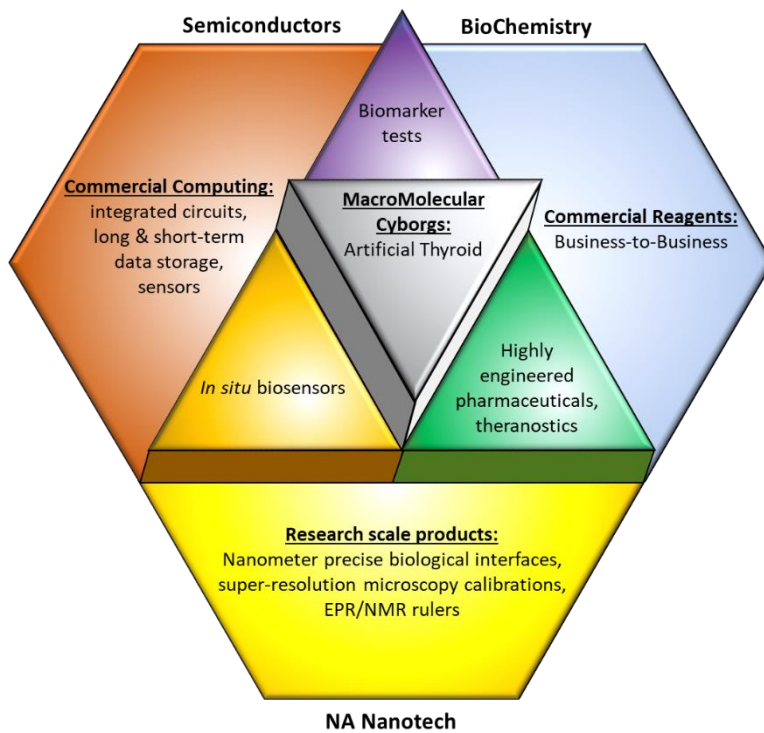 Semiconductors
BioChemistry
Biomarker
tests
Commercial Computing:
integrated circuits,
long & short-term
data storage,
sensors
MacroMolecular
Cyborgs:
Artificial Thyroid
Commercial Reagents:
Business-to-Business
In situ biosensors
Highly
engineered
pharmaceuticals,
theranostics
Research scale products:
Nanometer precise biological interfaces,
super-resolution microscopy calibrations,
EPR/NMR rulers
NA Nanotech